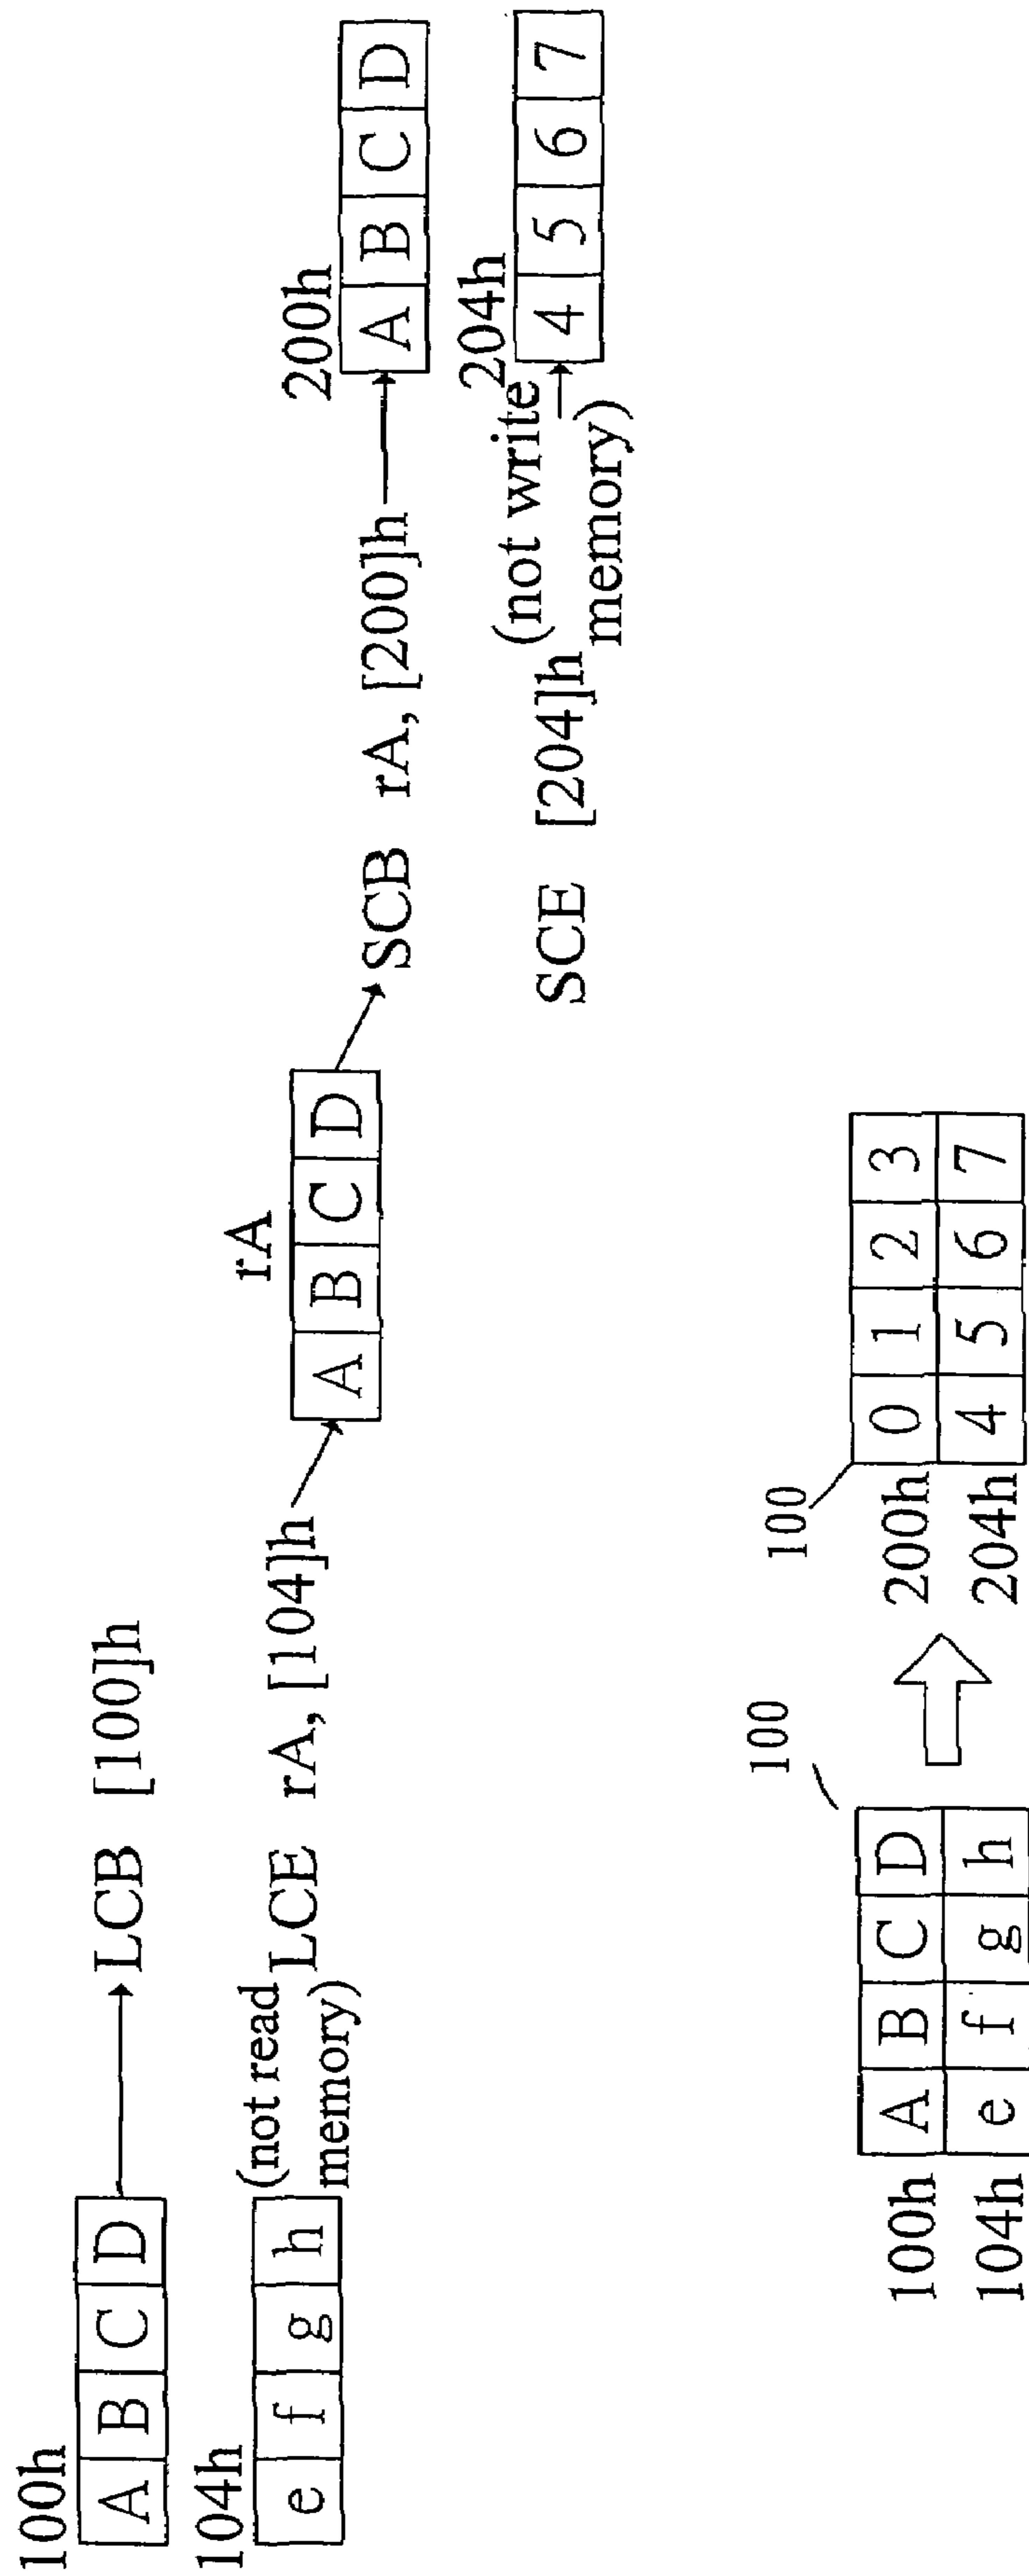 100h
A B C D
LCB [100]h
104h
e f g h
(not read
memory)
LCE rA, [104]h
rA
A B C D
SCB rA, [200]h
200h
A B C D
SCE [204]h
(not write
memory)
204h
4 5 6 7
100
100h A B C D
104h e f g h
100
200h 0 1 2 3
204h 4 5 6 7